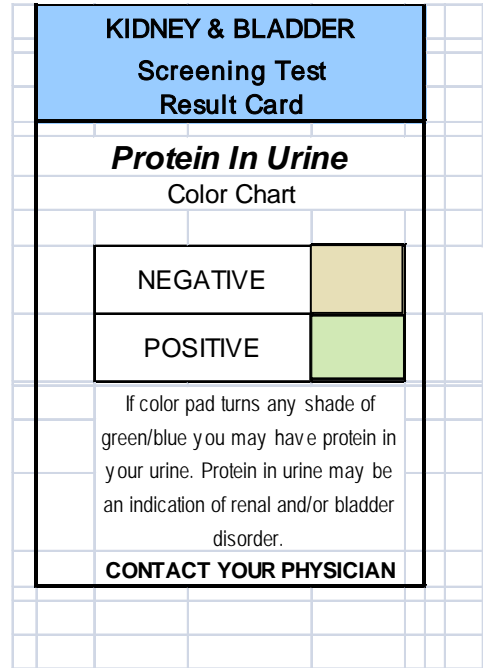 KIDNEY & BLADDER
Screening Test
Result Card
Protein In Urine
Color Chart
NEGATIVE
POSITIVE
If color pad turns any shade of
green/blue you may have protein in
your urine. Protein in urine may be
an indication of renal and/or bladder
disorder.
CONTACT YOUR PHYSICIAN